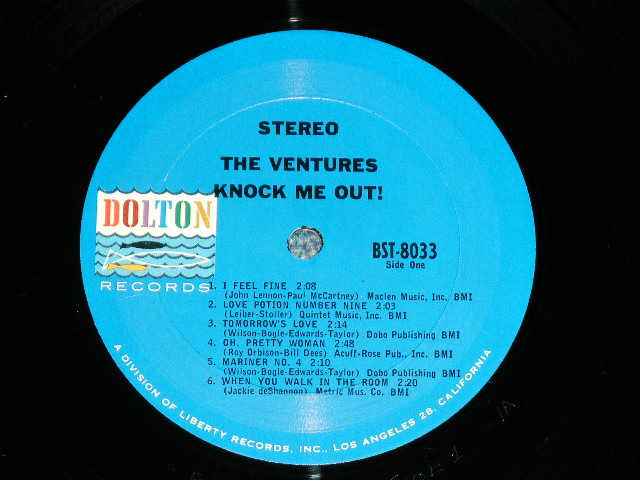 STEREO
THE VENTURES
KNOCK ME OUT!
DOLTON
RECORDS
BST-8033
Side One
1. I FEEL FINE 2:08
(John Lennon-Paul McCartney) Maclen Music, Inc. BMI
2. LOVE POTION NUMBER NINE 2:03
(Leiber-Stoller) Quintet Music, Inc. BMI
3. TOMORROW'S LOVE 2:14
(Wilson-Bogle-Edwards-Taylor) Dobo Publishing BMI
4. OH, PRETTY WOMAN 2:48
(Roy Orbison-Bill Dees) Acuff-Rose Pub., Inc. BMI
5. MARINER NO. 4 2:10
(Wilson-Bogle-Edwards-Taylor) Dobo Publishing BMI
6. WHEN YOU WALK IN THE ROOM 2:20
(Jackie deShannon) Metric Mus. Co. BMI
A DIVISION OF LIBERTY RECORDS, INC., LOS ANGELES 28, CALIFORNIA